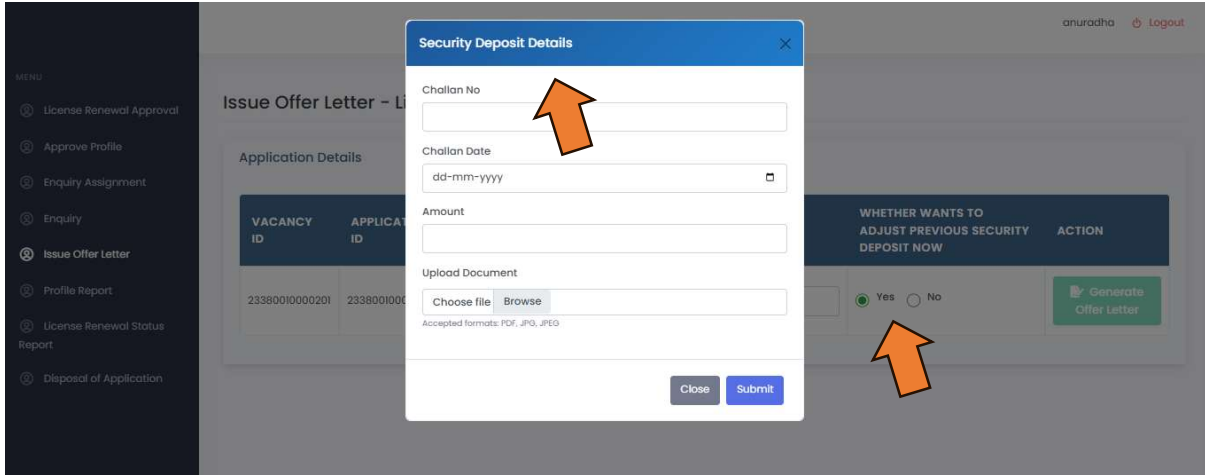 anuradha Logout
MENU
License Renewal Approval
Approve Profile
Enquiry Assignment
Enquiry
Issue Offer Letter
Profile Report
License Renewal Status
Report
Disposal of Application
Issue Offer Letter - Li
Application Details
VACANCY
ID
APPLICAT
ID
WHETHER WANTS TO
ADJUST PREVIOUS SECURITY
DEPOSIT NOW
ACTION
23380010000201 233800100
Yes No
Generate
Offer Letter
Security Deposit Details
Challan No
Challan Date
dd-mm-yyyy
Amount
Upload Document
Choose file Browse
Accepted formats: PDF, JPG, JPEG
Close Submit